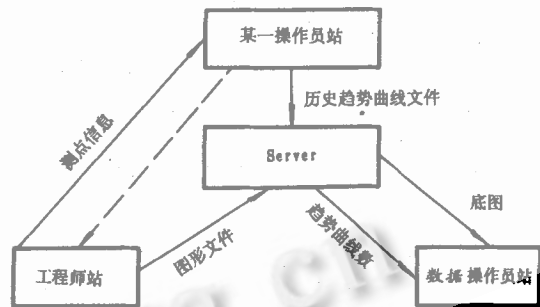 某一操作员站
历史趋势曲线文件
测点信息
Server
底图
图形文件
趋势曲线数
工程师站
数据操作员站